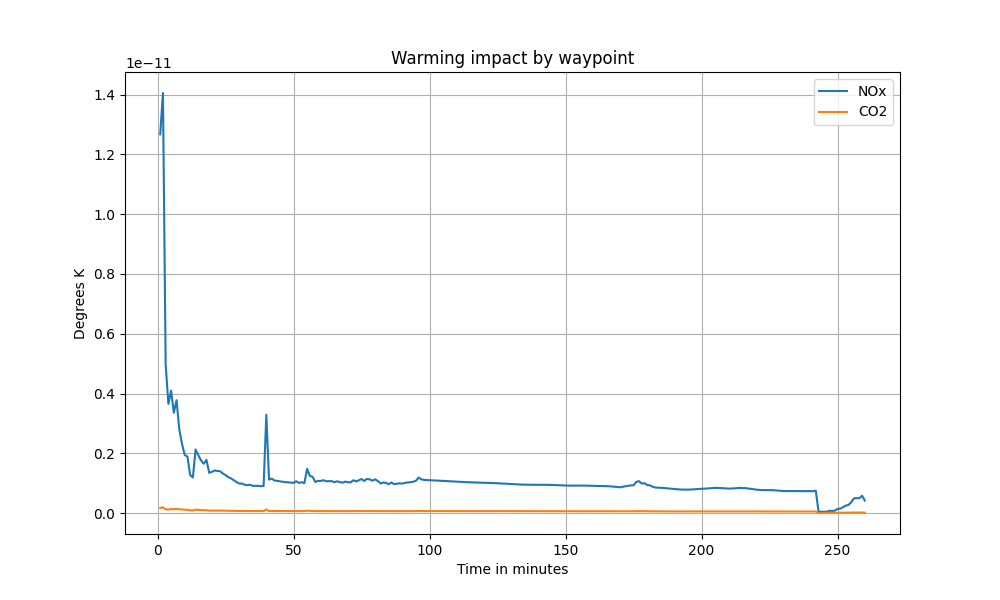 Warming impact by waypoint
1e−11
1.4
1.2
1.0
0.8
0.6
0.4
0.2
0.0
Degrees K
0 50 100 150 200 250
Time in minutes
NOx
CO2